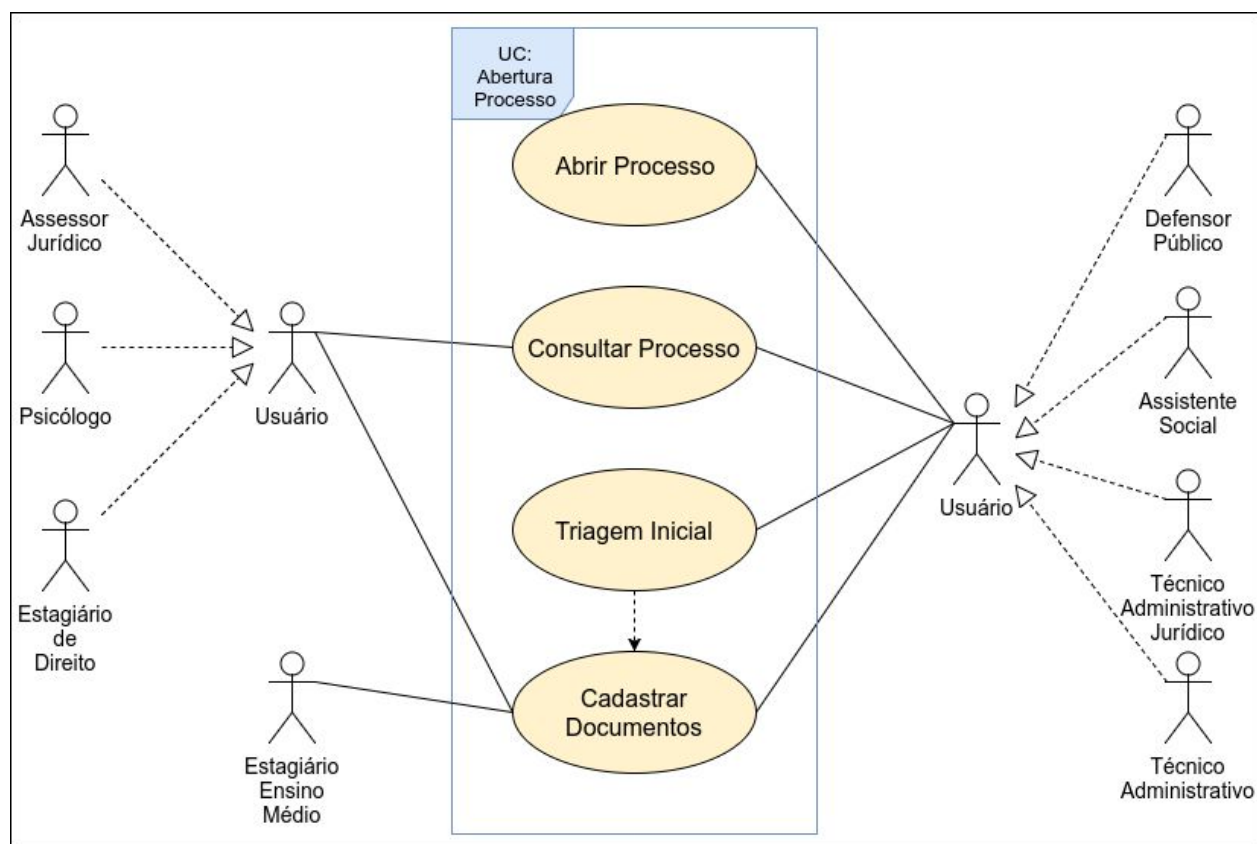 UC:
Abertura
Processo
Abrir Processo
Assessor
Jurídico
Defensor
Público
Consultar Processo
Psicólogo
Usuário
Assistente
Social
Triagem Inicial
Usuário
Estagiário
de
Direito
Técnico
Administrativo
Jurídico
Cadastrar
Documentos
Estagiário
Ensino
Médio
Técnico
Administrativo